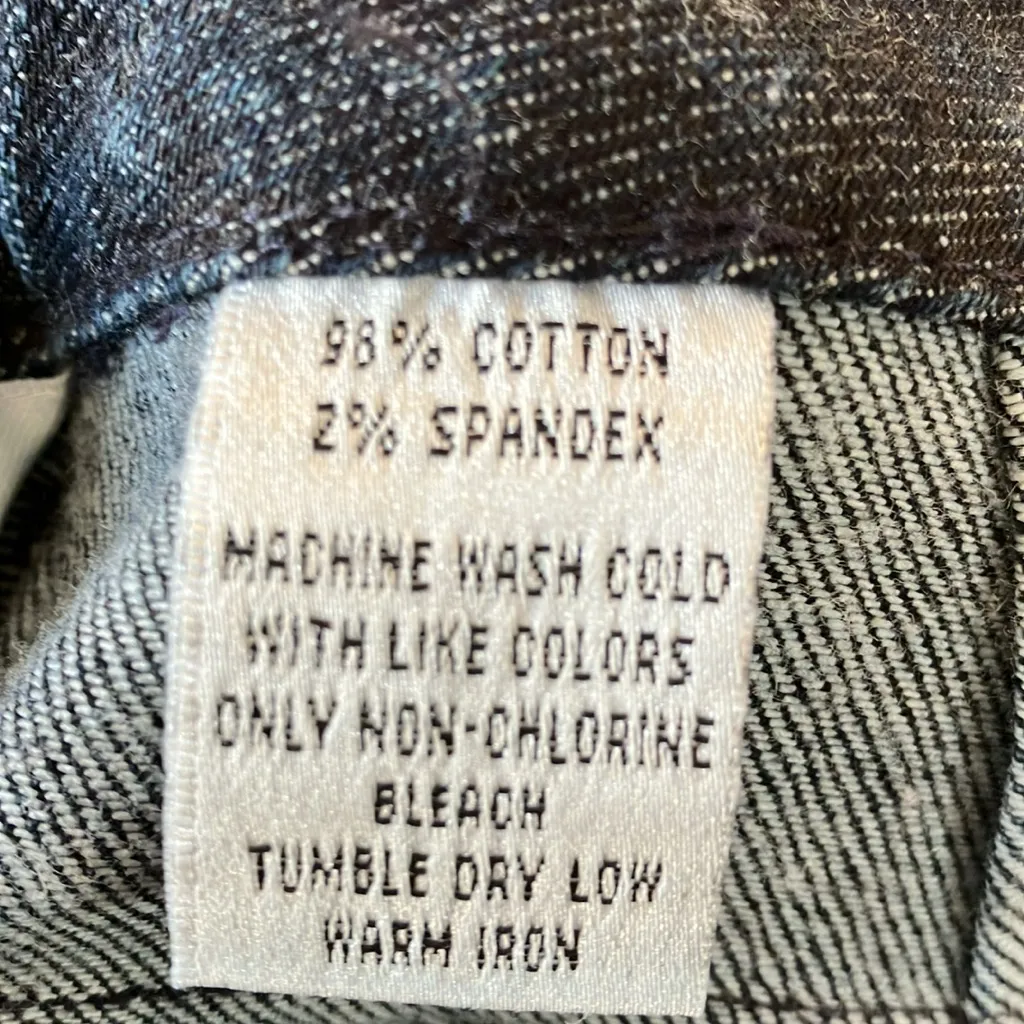 98% COTTON
2% SPANDEX
MACHINE WASH COLD
WITH LIKE COLORS
ONLY NON-CHLORINE
BLEACH
TUMBLE DRY LOW
WARM IRON